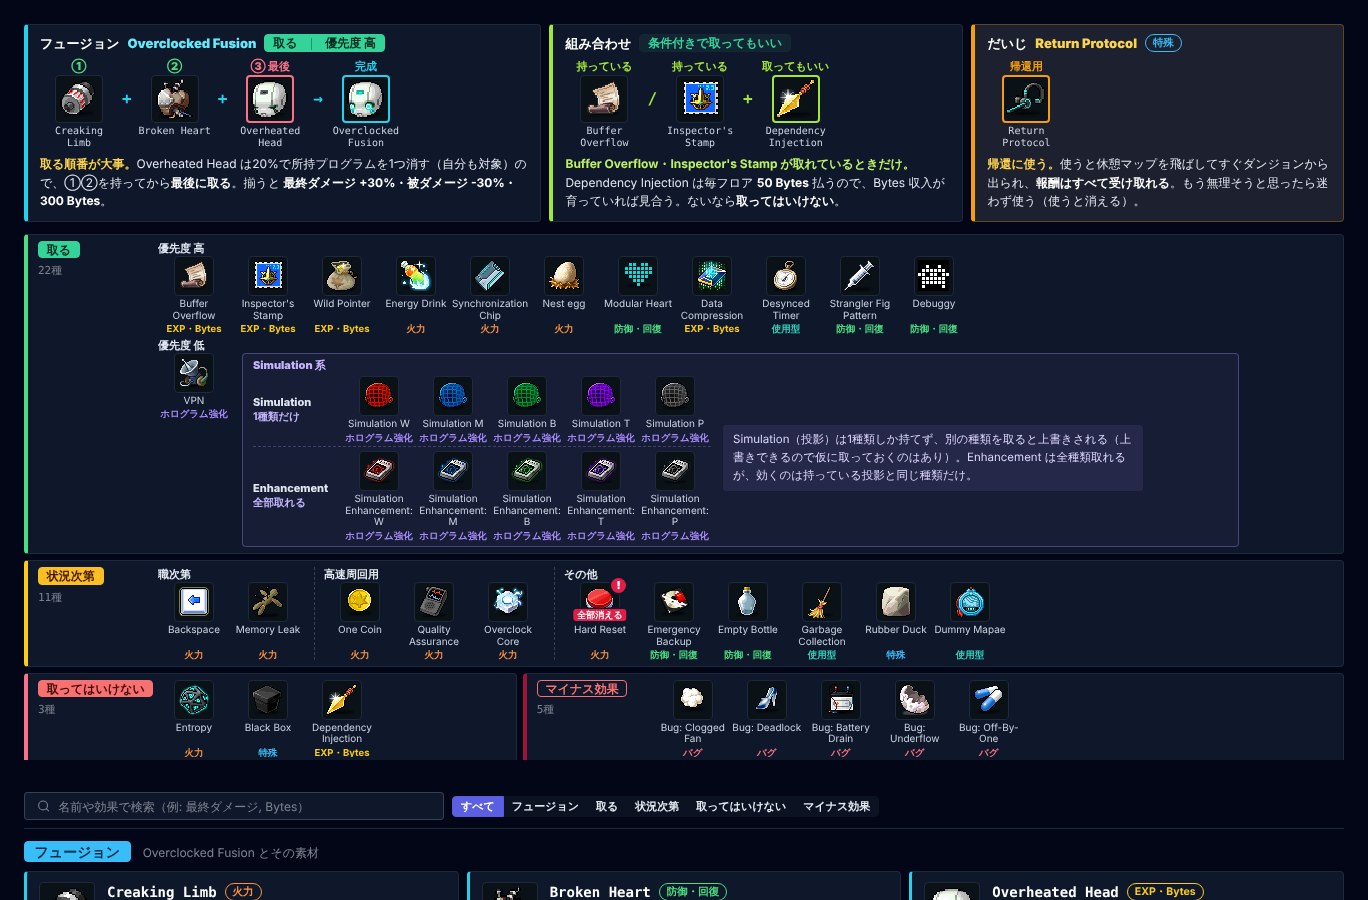 フュージョン Overclocked Fusion 取る | 優先度 高
① ② ③最後 完成
+ + →
Creaking Limb
Broken Heart
Overheated Head
Overclocked Fusion
取る順番が大事。Overheated Head は20%で所持プログラムを1つ消す（自分も対象）の
で、①②を持ってから最後に取る。揃うと 最終ダメージ +30%・被ダメージ -30%・
300 Bytes。
組み合わせ 条件付きで取ってもいい
持っている 持っている 取ってもいい
/ +
Buffer Overflow
Inspector's Stamp
Dependency Injection
Buffer Overflow・Inspector's Stamp が取れているときだけ。
Dependency Injection は毎フロア 50 Bytes 払うので、Bytes 収入が
育っていれば見合う。ないなら取ってはいけない。
だいじ Return Protocol 特殊
帰還用
Return Protocol
帰還に使う。使うと休憩マップを飛ばしてすぐダンジョンから
出られ、報酬はすべて受け取れる。もう無理そうと思ったら迷
わず使う（使うと消える）。
取る
22種
優先度 高
Buffer Overflow
EXP・Bytes
Inspector's Stamp
EXP・Bytes
Wild Pointer
EXP・Bytes
Energy Drink
火力
Synchronization Chip
火力
Nest egg
火力
Modular Heart
防御・回復
Data Compression
EXP・Bytes
Desynced Timer
使用型
Strangler Fig Pattern
防御・回復
Debuggy
防御・回復
優先度 低
VPN
ホログラム強化
Simulation 系
Simulation
1種類だけ
Simulation W
ホログラム強化
Simulation M
ホログラム強化
Simulation B
ホログラム強化
Simulation T
ホログラム強化
Simulation P
ホログラム強化
Enhancement
全部取れる
Simulation Enhancement: W
ホログラム強化
Simulation Enhancement: M
ホログラム強化
Simulation Enhancement: B
ホログラム強化
Simulation Enhancement: T
ホログラム強化
Simulation Enhancement: P
ホログラム強化
Simulation（投影）は1種類しか持てず、別の種類を取ると上書きされる（上
書きできるので仮に取っておくのはあり）。Enhancement は全種類取れる
が、効くのは持っている投影と同じ種類だけ。
状況次第
11種
職次第
Backspace
火力
Memory Leak
火力
高速周回用
One Coin
火力
Quality Assurance
火力
Overclock Core
火力
その他
!
全部消える
Hard Reset
火力
Emergency Backup
防御・回復
Empty Bottle
防御・回復
Garbage Collection
使用型
Rubber Duck
特殊
Dummy Mapae
使用型
取ってはいけない
3種
Entropy
火力
Black Box
特殊
Dependency Injection
EXP・Bytes
マイナス効果
5種
Bug: Clogged Fan
バグ
Bug: Deadlock
バグ
Bug: Battery Drain
バグ
Bug: Underflow
バグ
Bug: Off-By-One
バグ
名前や効果で検索（例: 最終ダメージ, Bytes）
すべて フュージョン 取る 状況次第 取ってはいけない マイナス効果
フュージョン Overclocked Fusion とその素材
Creaking Limb 火力
Broken Heart 防御・回復
Overheated Head EXP・Bytes